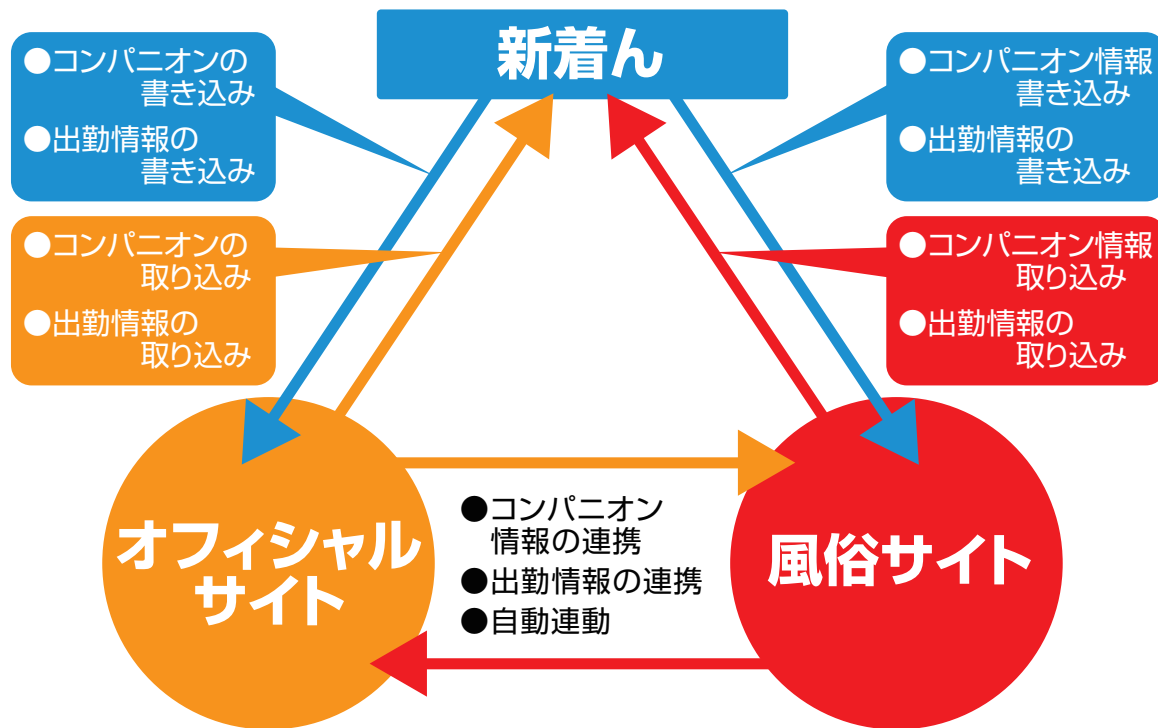 新着ん
●コンパニオンの
書き込み
●出勤情報の
書き込み
●コンパニオンの
取り込み
●出勤情報の
取り込み
●コンパニオン情報
書き込み
●出勤情報の
書き込み
●コンパニオン情報
取り込み
●出勤情報の
取り込み
オフィシャル
サイト
●コンパニオン
情報の連携
●出勤情報の連携
●自動連動
風俗サイト